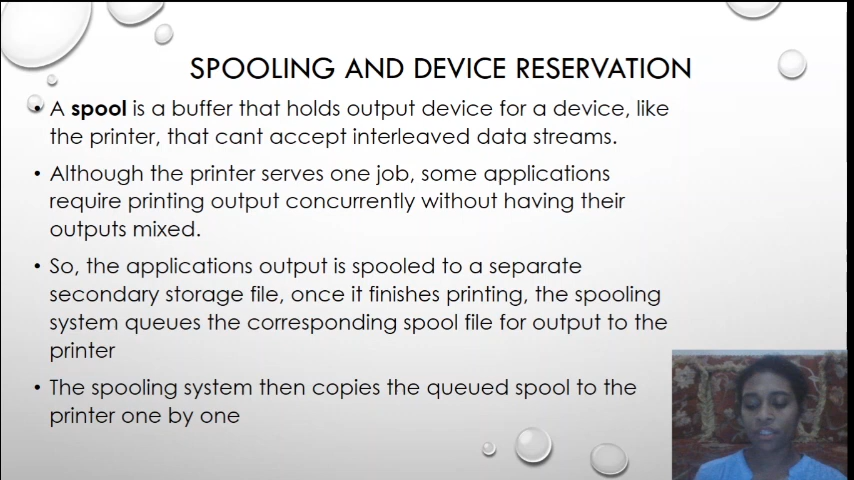 SPOOLING AND DEVICE RESERVATION
• A spool is a buffer that holds output device for a device, like
the printer, that cant accept interleaved data streams.
• Although the printer serves one job, some applications
require printing output concurrently without having their
outputs mixed.
• So, the applications output is spooled to a separate
secondary storage file, once it finishes printing, the spooling
system queues the corresponding spool file for output to the
printer
• The spooling system then copies the queued spool to the
printer one by one